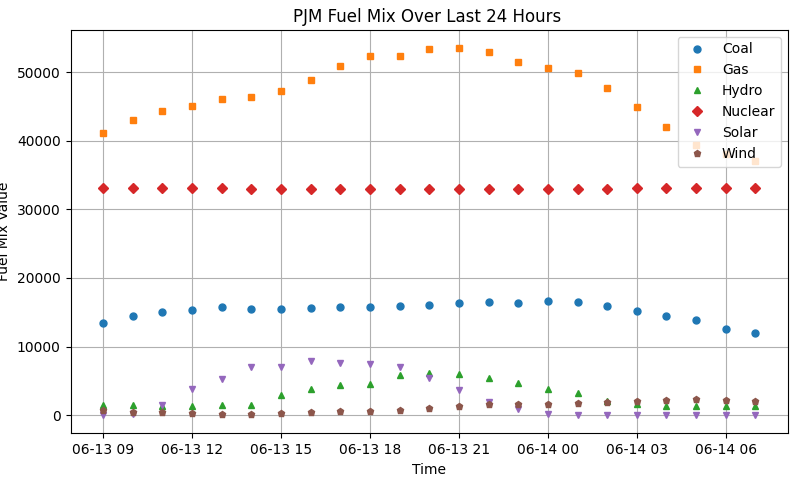 PJM Fuel Mix Over Last 24 Hours
50000
40000
30000
20000
10000
0
Fuel Mix Value
Coal
Gas
Hydro
Nuclear
Solar
Wind
06-13 09 06-13 12 06-13 15 06-13 18 06-13 21 06-14 00 06-14 03 06-14 06
Time